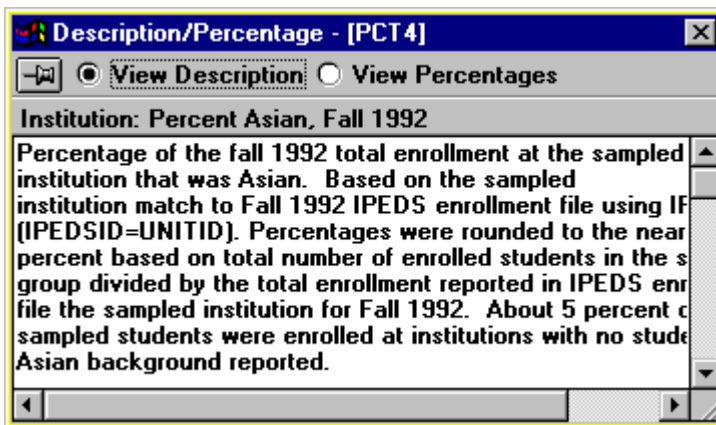 Description/Percentage - [PCT4]
View Description View Percentages
Institution: Percent Asian, Fall 1992
Percentage of the fall 1992 total enrollment at the sampled
institution that was Asian. Based on the sampled
institution match to Fall 1992 IPEDS enrollment file using
(IPEDSID=UNITID). Percentages were rounded to the
percent based on total number of enrolled students in the
group divided by the total enrollment reported in IPEDS
file the sampled institution for Fall 1992. About 5 percent
sampled students were enrolled at institutions with no
Asian background reported.